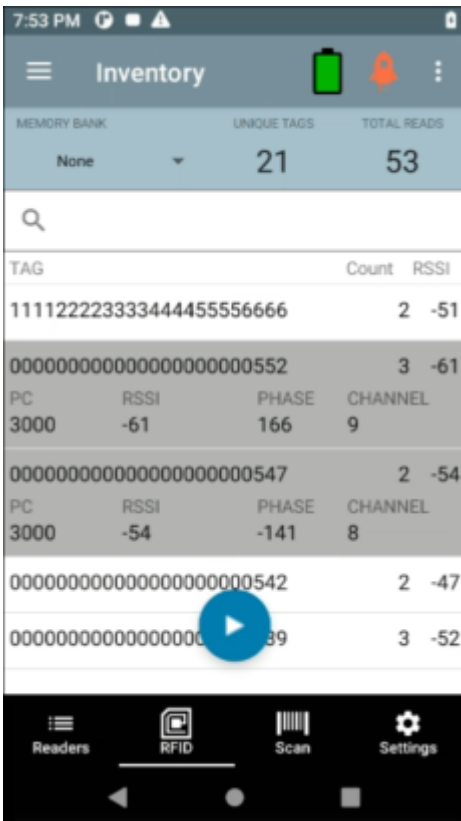 7:53 PM
Inventory
MEMORY BANK UNIQUE TAGS TOTAL READS
None 21 53
TAG Count RSSI
111122223333444455556666 2 -51
000000000000000000000552 3 -61
PC RSSI PHASE CHANNEL
3000 -61 166 9
000000000000000000000547 2 -54
PC RSSI PHASE CHANNEL
3000 -54 -141 8
000000000000000000000542 2 -47
3 -52
Readers RFID Scan Settings